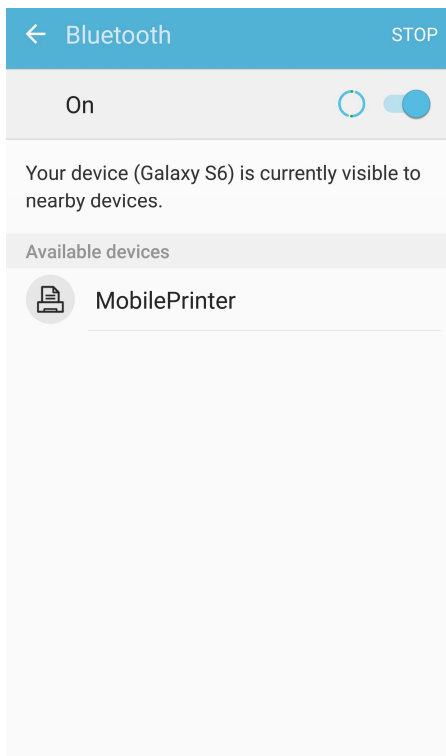 Bluetooth STOP
On
Your device (Galaxy S6) is currently visible to
nearby devices.
Available devices
MobilePrinter